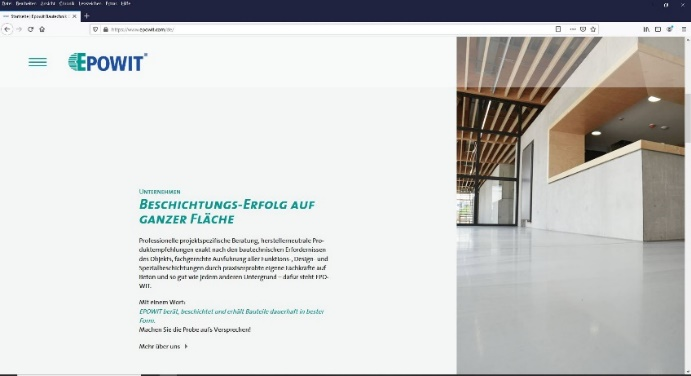 Datei Bearbeiten Ansicht Chronik Lesezeichen Extras Hilfe
https://www.epowit.com/de/
EPOWIT®
UNTERNEHMEN
BESCHICHTUNGS-ERFOLG AUF
GANZER FLÄCHE
Professionelle projektspezifische Beratung, herstellerneutrale Pro-
duktempfehlungen exakt nach den bautechnischen Erfordernissen
des Objekts, fachgerechte Ausführung aller Funktions-, Design- und
Spezialbeschichtungen durch praxiserprobte eigene Fachkräfte auf
Beton und so gut wie jedem anderen Untergrund – dafür steht EPO-
WIT.
Mit einem Wort:
EPOWIT berät, beschichtet und erhält Bauteile dauerhaft in bester
Form.
Machen Sie die Probe aufs Versprechen!
Mehr über uns